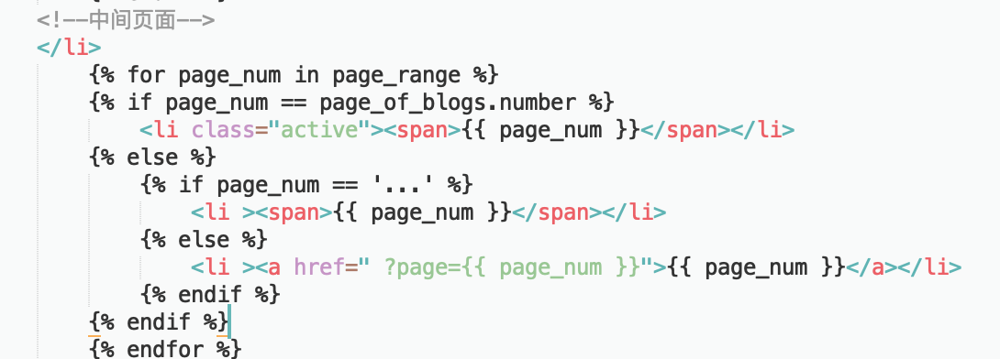 <!--中间页面-->
</li>
{% for page_num in page_range %}
{% if page_num == page_of_blogs.number %}
<li class="active"><span>{{ page_num }}</span></li>
{% else %}
{% if page_num == '...' %}
<li ><span>{{ page_num }}</span></li>
{% else %}
<li ><a href=" ?page={{ page_num }}">{{ page_num }}</a></li>
{% endif %}
{% endif %}
{% endfor %}